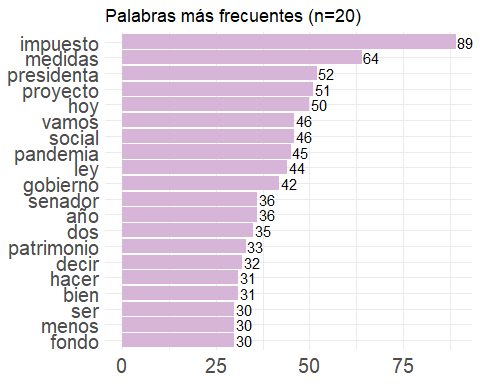 Palabras más frecuentes (n=20)
impuesto 89
medidas 64
presidenta 52
proyecto 51
hoy 50
vamos 46
social 46
pandemia 45
ley 44
gobierno 42
senador 36
año 36
dos 35
patrimonio 33
decir 32
hacer 31
bien 31
ser 30
menos 30
fondo 30
0 25 50 75